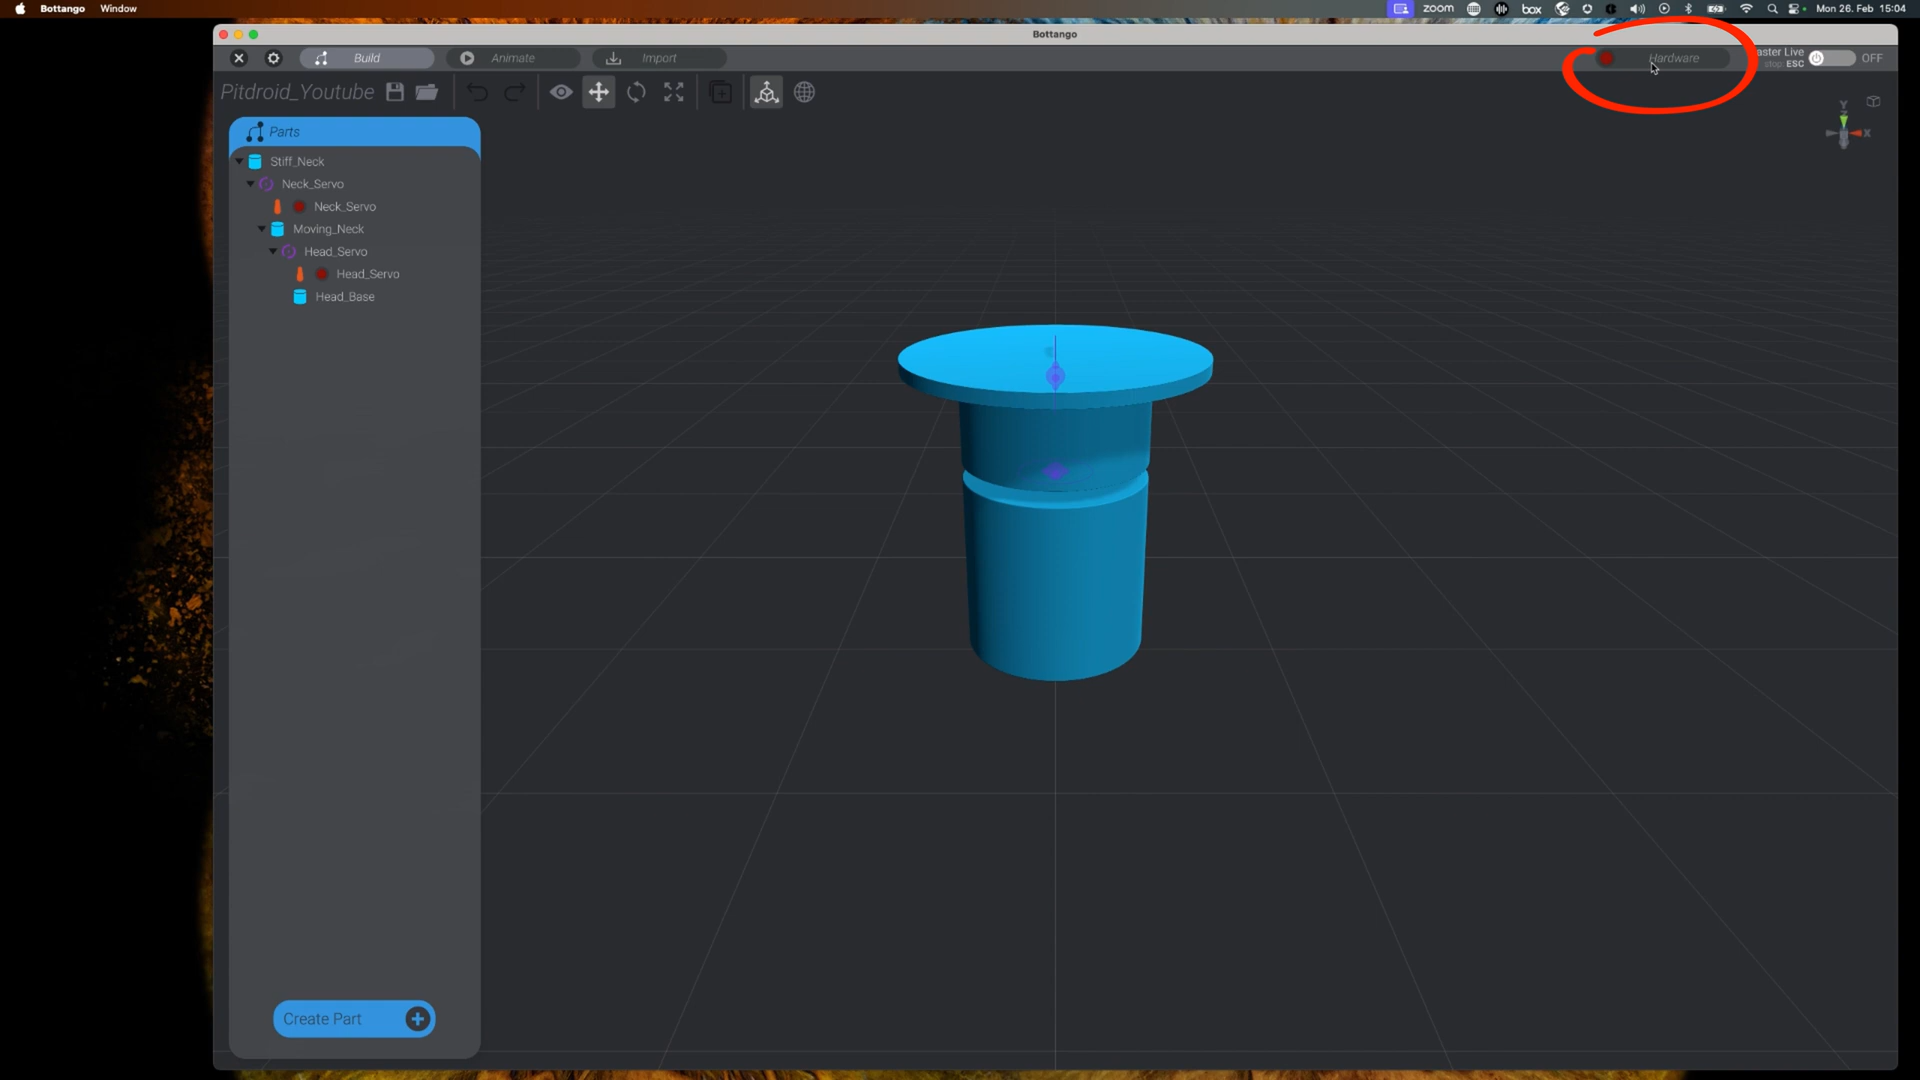 Bottango Window zoom box Mon 26. Feb 15:04
Bottango
Build Animate Import Hardware aster Live OFF
stop: ESC
Pitdroid_Youtube
Parts
Stiff_Neck
Neck_Servo
Neck_Servo
Moving_Neck
Head_Servo
Head_Servo
Head_Base
Y
X
Create Part